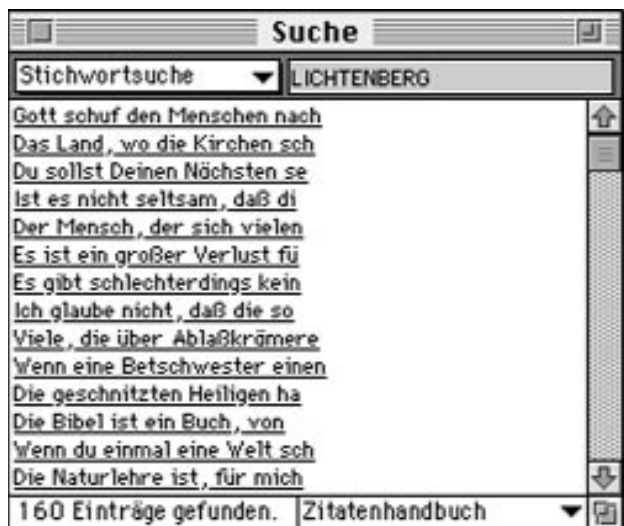 Suche
Stichwortsuche LICHTENBERG
Gott schuf den Menschen nach
Das Land, wo die Kirchen sch
Du sollst Deinen Nächsten se
Ist es nicht seltsam, daß di
Der Mensch, der sich vielen
Es ist ein großer Verlust fü
Es gibt schlechterdings kein
Ich glaube nicht, daß die so
Viele, die über Ablaßkrämere
Wenn eine Betschwester einen
Die geschnitzten Heiligen ha
Die Bibel ist ein Buch, von
Wenn du einmal eine Welt sch
Die Naturlehre ist, für mich
160 Einträge gefunden. Zitatenhandbuch